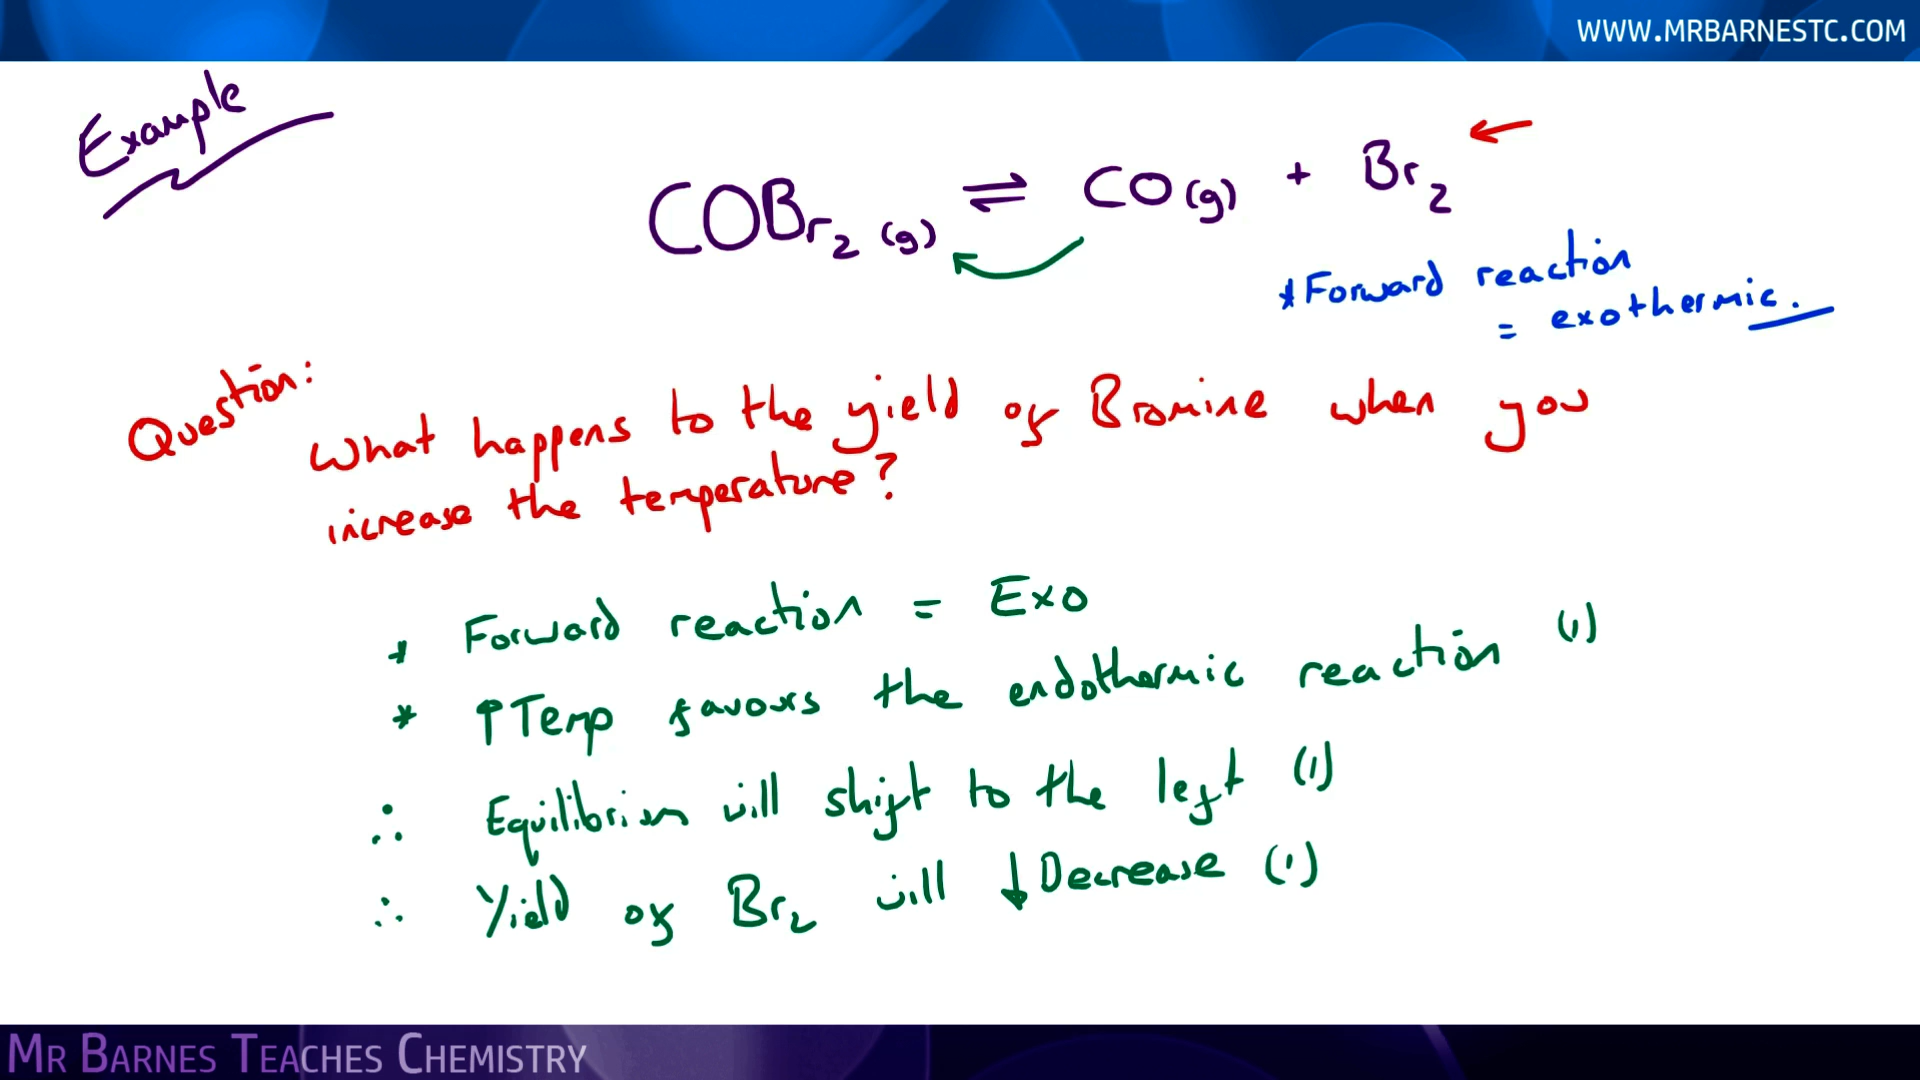 WWW.MRBARNESTC.COM
Example
COBr₂ (g) ⇌ CO(g) + Br₂ ←
*Forward reaction
= exothermic.
Question:
What happens to the yield of Bromine when you
increase the temperature?
* Forward reaction = Exo
* ↑Temp favours the endothermic reaction (1)
∴ Equilibrium will shift to the left (1)
∴ Yield of Br₂ will ↓Decrease (1)
MR BARNES TEACHES CHEMISTRY